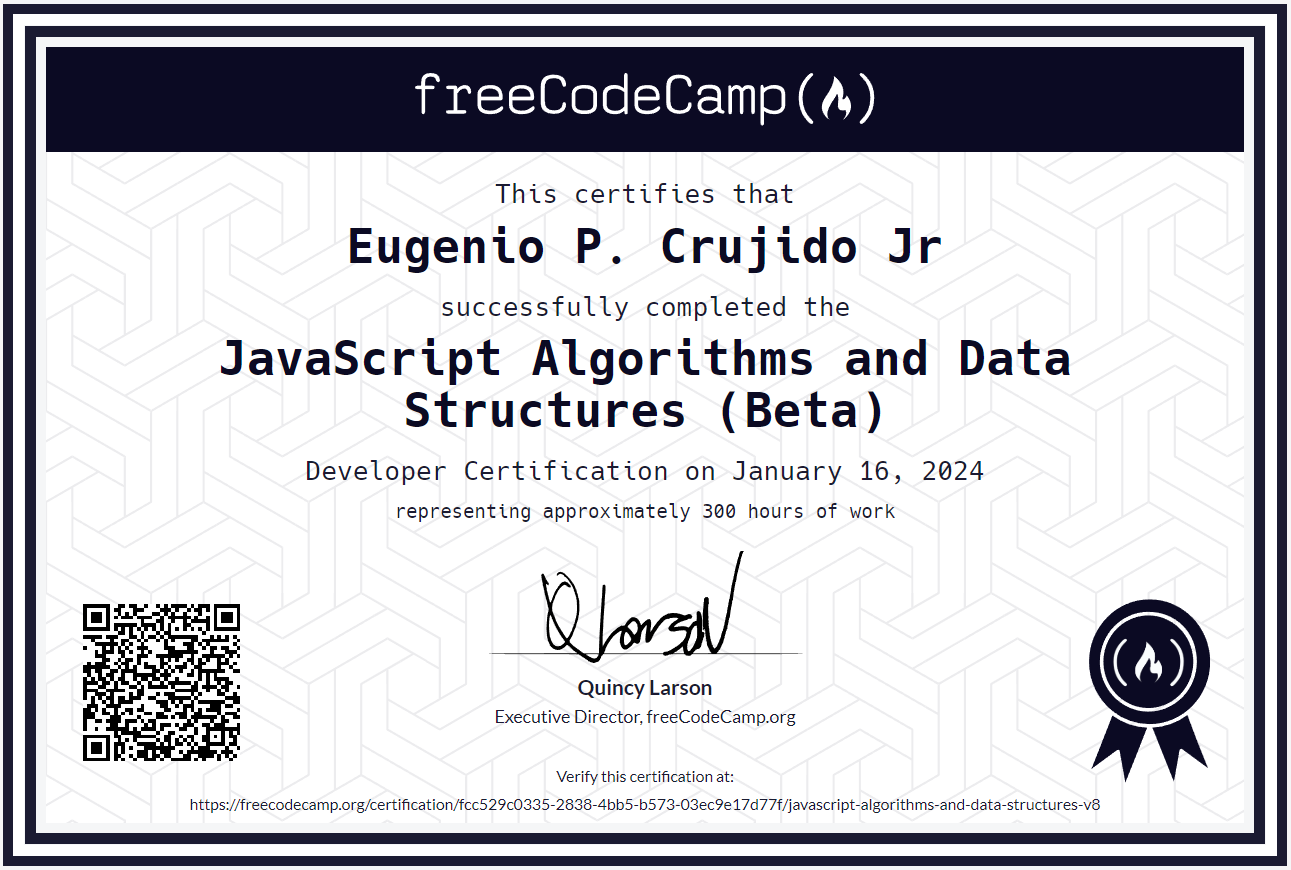 freeCodeCamp
This certifies that
Eugenio P. Crujido Jr
successfully completed the
JavaScript Algorithms and Data
Structures (Beta)
Developer Certification on January 16, 2024
representing approximately 300 hours of work
QLarson
Quincy Larson
Executive Director, freeCodeCamp.org
Verify this certification at:
https://freecodecamp.org/certification/fcc529c0335-2838-4bb5-b573-03ec9e17d77f/javascript-algorithms-and-data-structures-v8